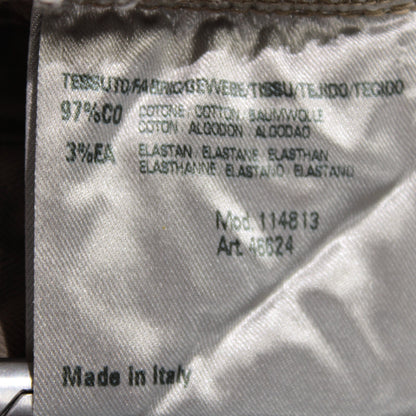 TESSUTO/FABRIC/GEWEBE/TISSU/TEJIDO/TECIDO
97%CO COTONE, COTTON, BAUMWOLLE
COTON, ALGODON, ALGODAO
3%EA ELASTAN, ELASTANE, ELASTHAN
ELASTHANNE, ELASTANO, ELASTANO
Mod. 114813
Art. 46624
Made in Italy